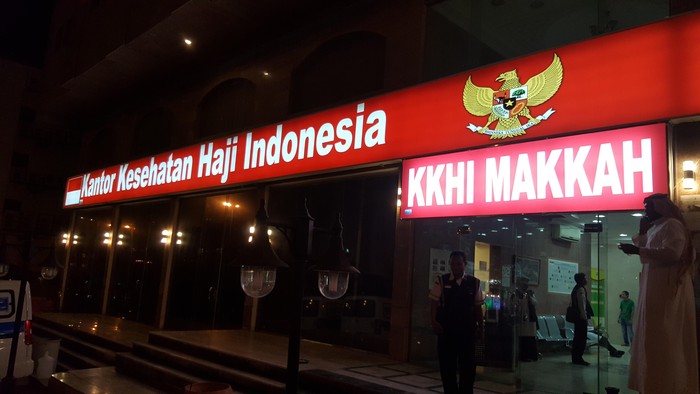 Kantor Kesehatan Haji Indonesia
KKHI MAKKAH